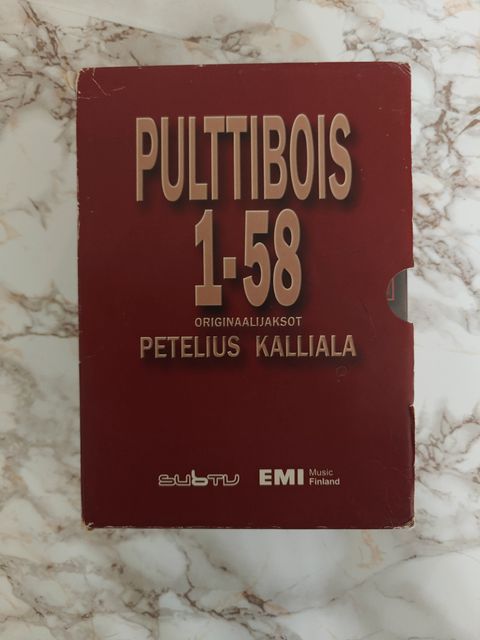 PULTTIBOIS
1-58
ORIGINAALIJAKSOT
PETELIUS KALLIALA
SUBTV EMI Music
Finland